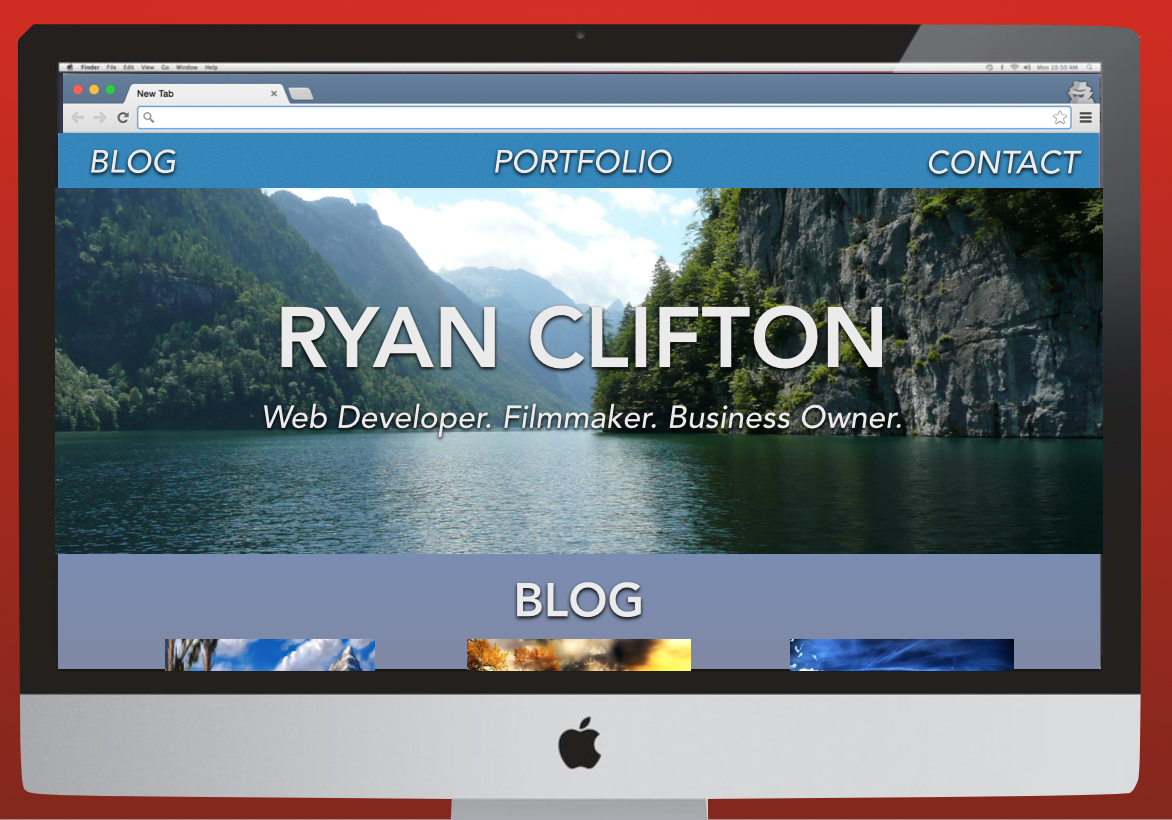 Finder File Edit View Go Window Help Mon 10:50 AM
New Tab
BLOG PORTFOLIO CONTACT
RYAN CLIFTON
Web Developer. Filmmaker. Business Owner.
BLOG